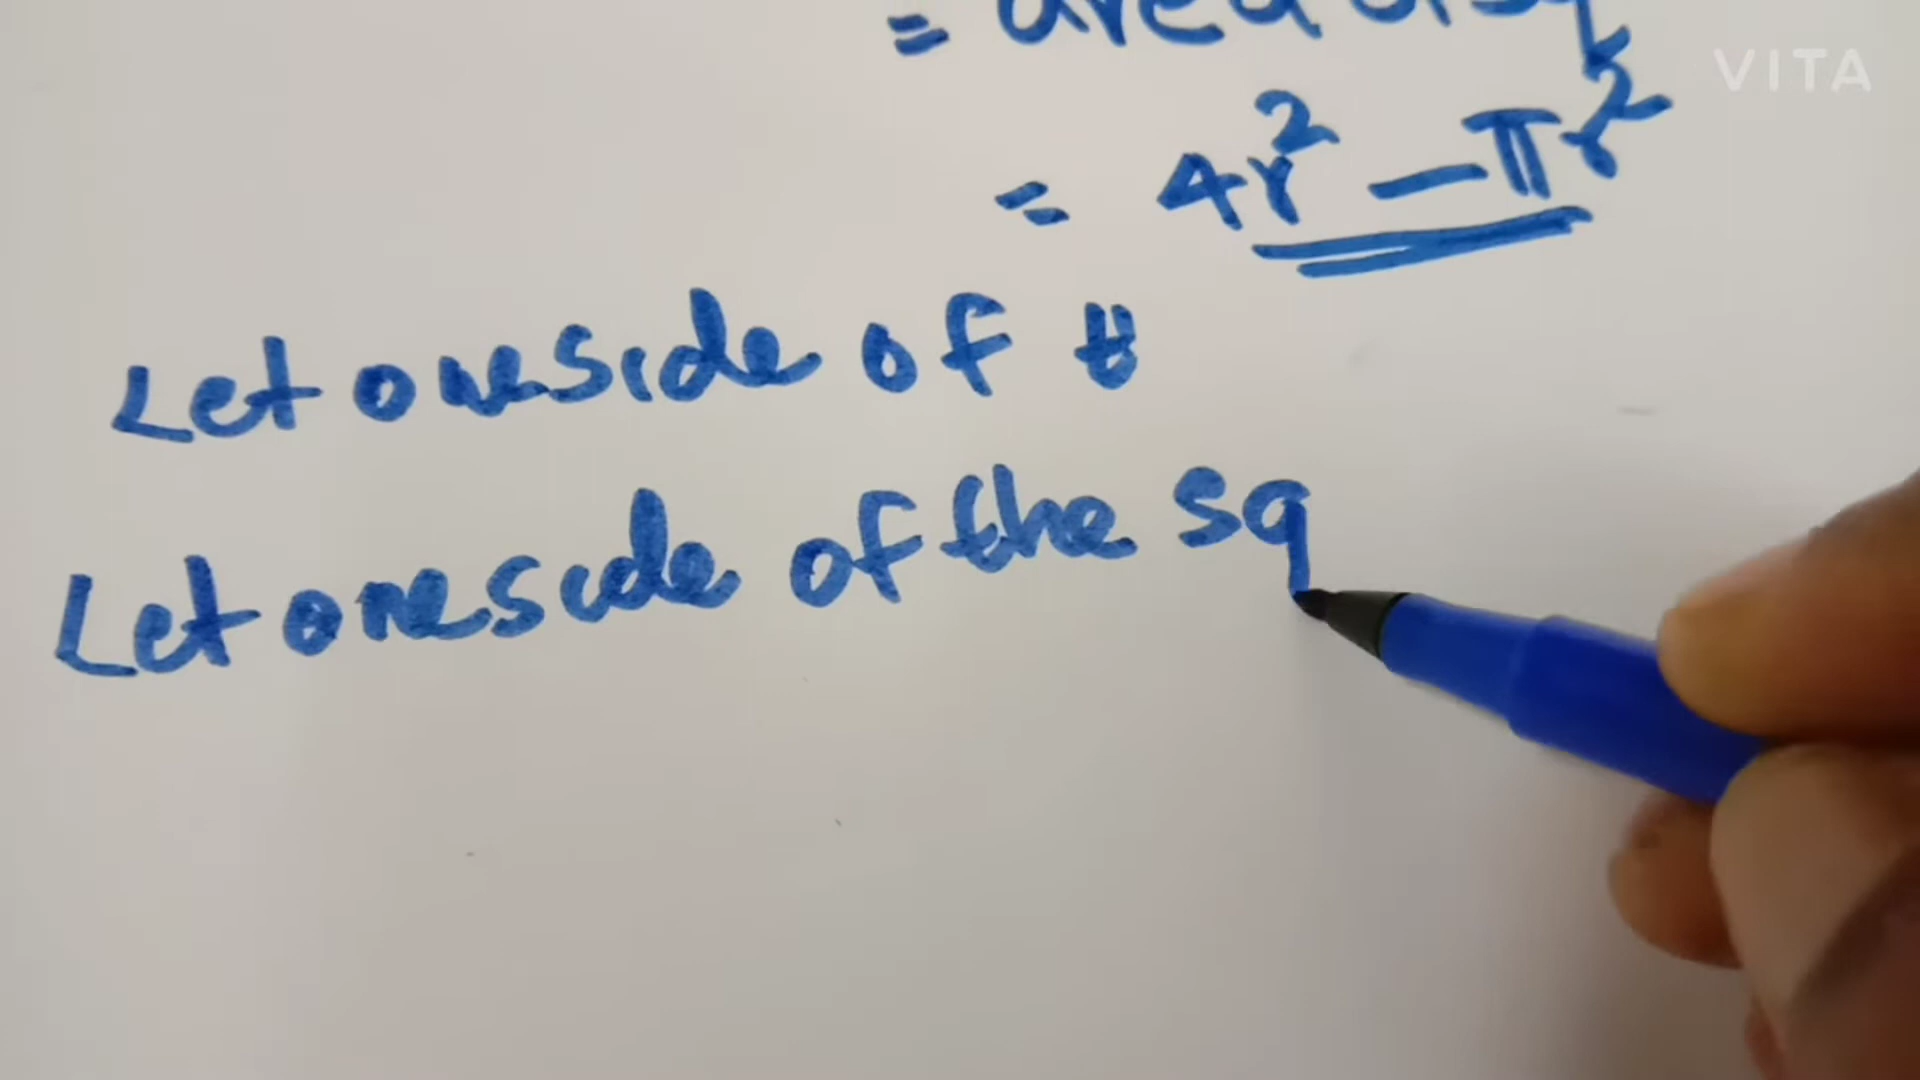 = area of sq
VITA
= 4r² - πr²
Let one side of t
Let one side of the sq